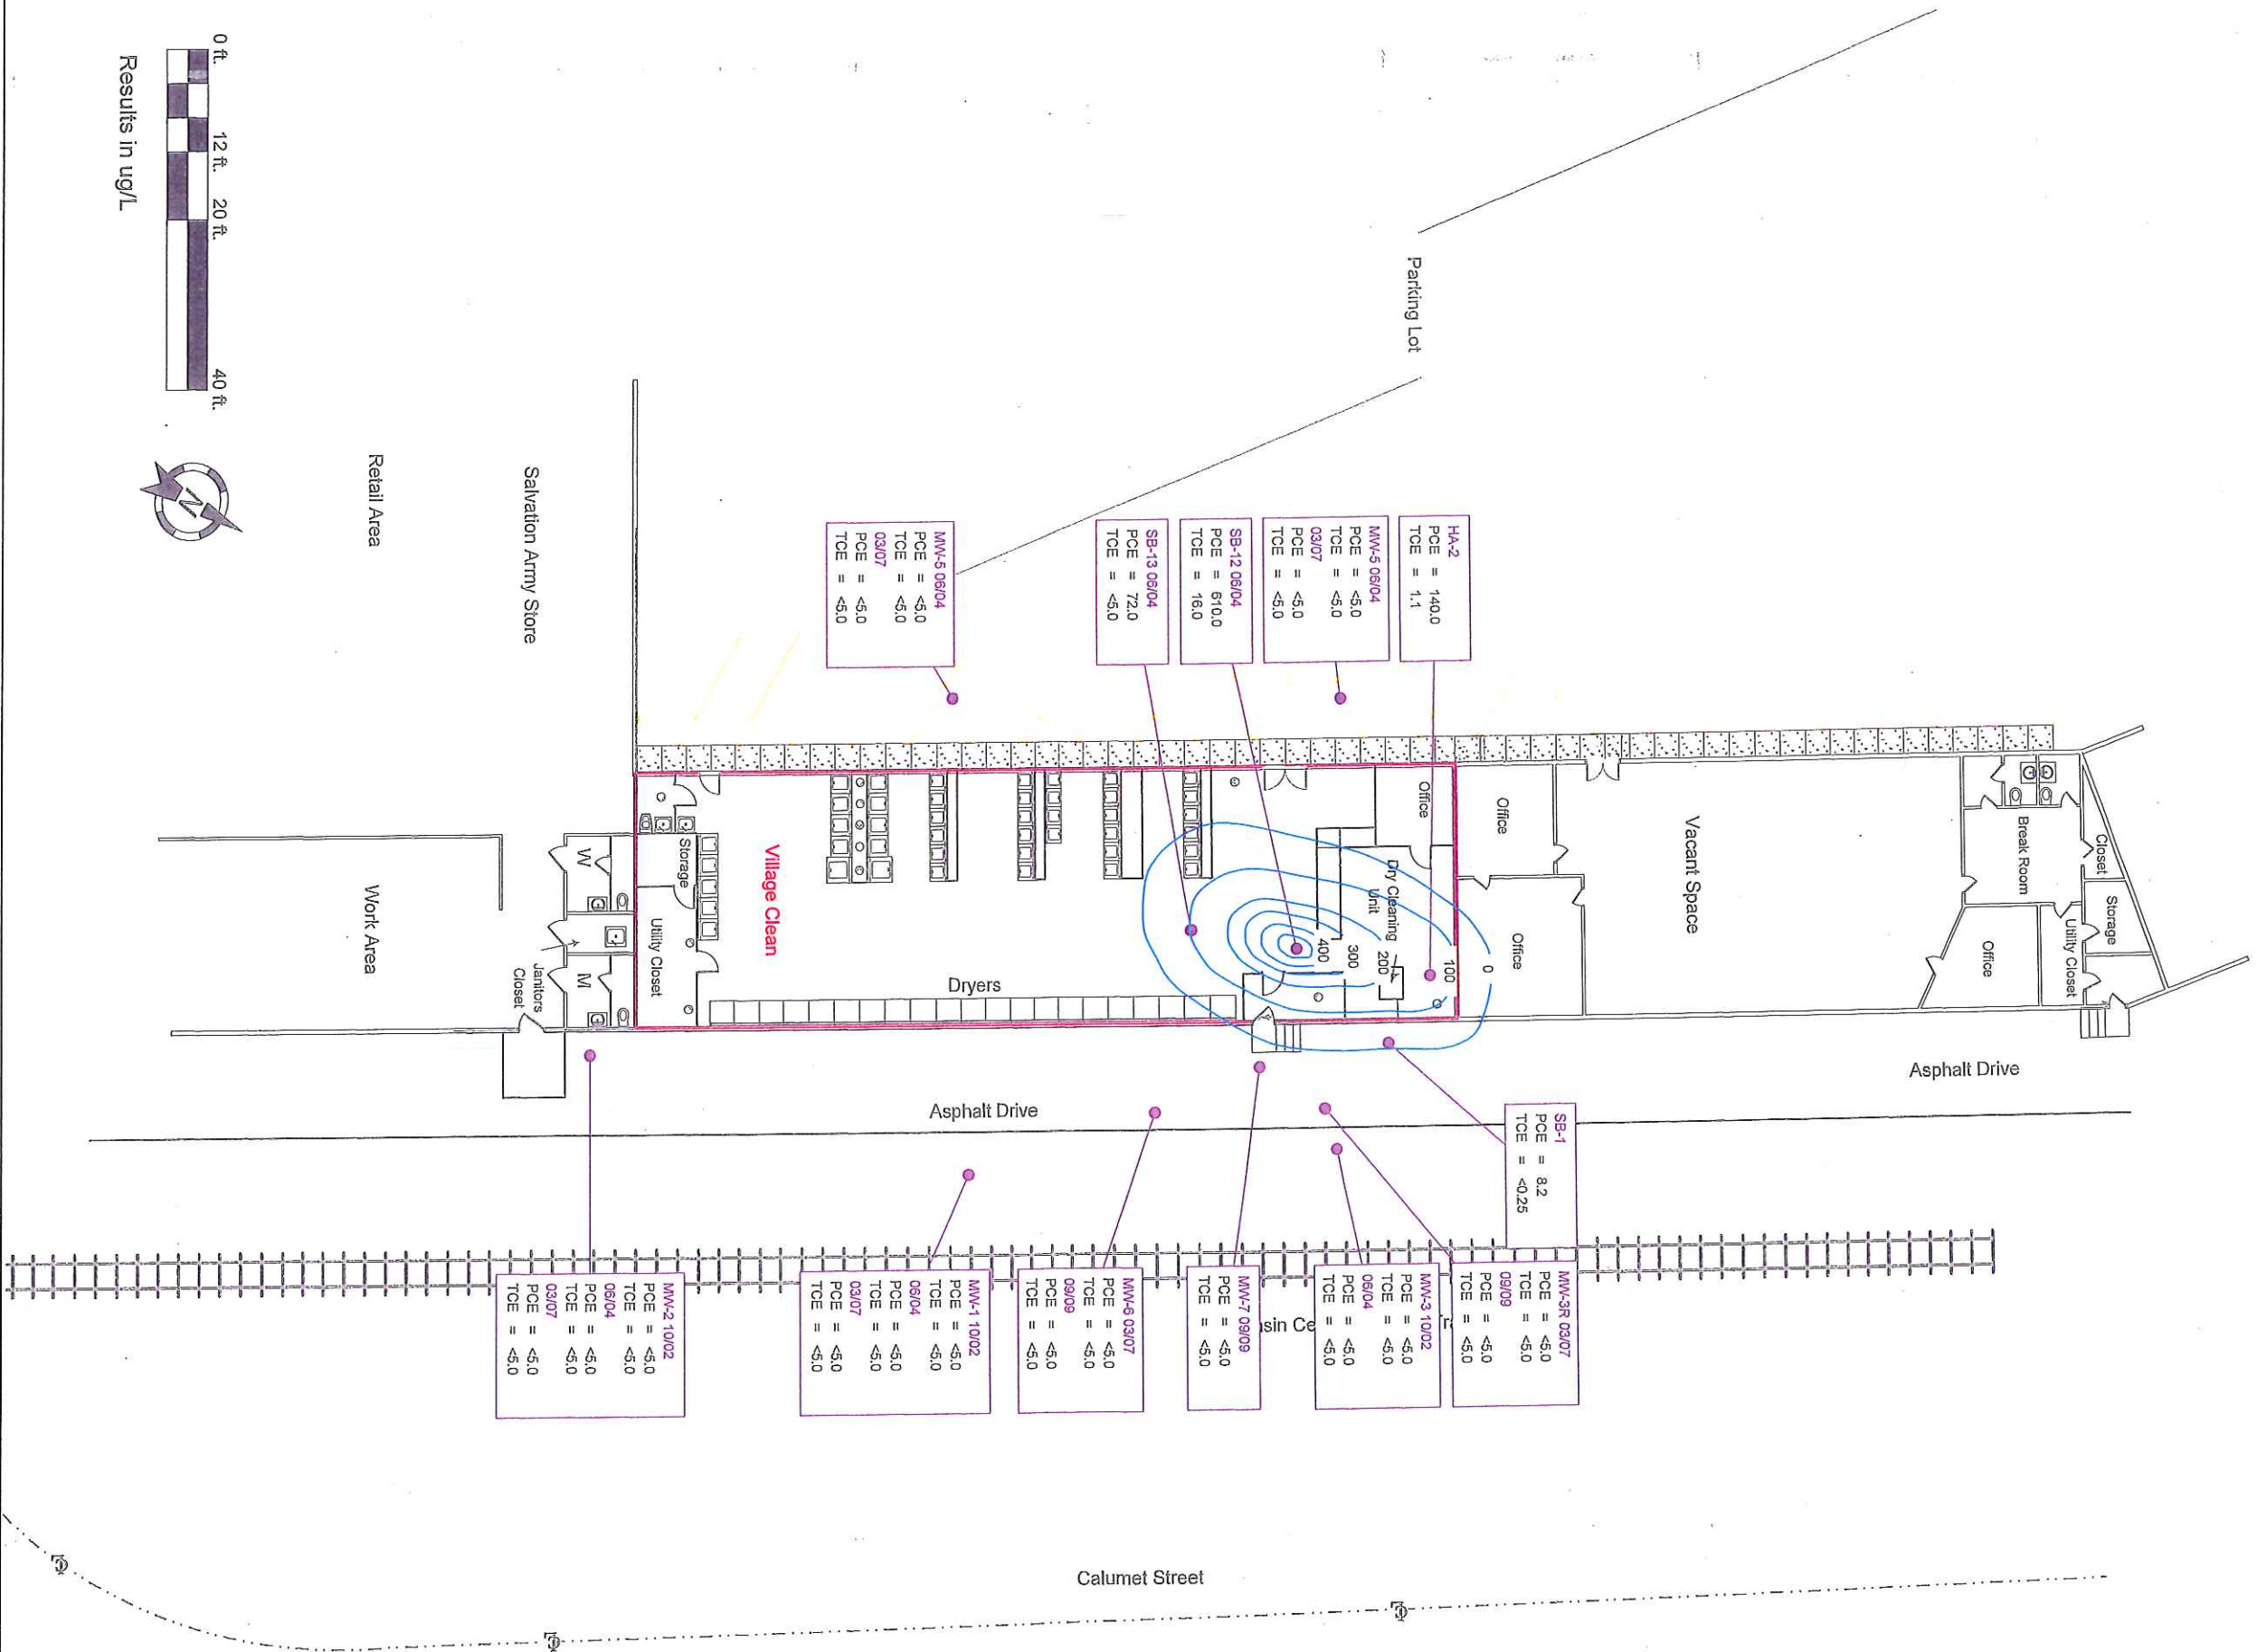 0 ft.
12 ft.
20 ft.
40 ft.
Results in ug/L
N
Parking Lot
Retail Area
Salvation Army Store
MW-5 06/04
PCE = <5.0
TCE = <5.0
03/07
PCE = <5.0
TCE = <5.0
SB-13 06/04
PCE = 72.0
TCE = <5.0
SB-12 06/04
PCE = 610.0
TCE = 16.0
MW-5 06/04
PCE = <5.0
TCE = <5.0
03/07
PCE = <5.0
TCE = <5.0
HA-2
PCE = 140.0
TCE = 1.1
Work Area
W
M
Janitors
Closet
Storage
Utility Closet
Village Clean
Dryers
Office
Dry Cleaning
Unit
400
300
200
100
0
Office
Office
Vacant Space
Break Room
Closet
Storage
Utility Closet
Office
Asphalt Drive
Asphalt Drive
SB-1
PCE = 8.2
TCE = <0.25
MW-2 10/02
PCE = <5.0
TCE = <5.0
06/04
PCE = <5.0
TCE = <5.0
03/07
PCE = <5.0
TCE = <5.0
MW-1 10/02
PCE = <5.0
TCE = <5.0
06/04
PCE = <5.0
TCE = <5.0
03/07
PCE = <5.0
TCE = <5.0
MW-6 03/07
PCE = <5.0
TCE = <5.0
09/09
PCE = <5.0
TCE = <5.0
MW-7 09/09
PCE = <5.0
TCE = <5.0
sin Ce
MW-3 10/02
PCE = <5.0
TCE = <5.0
06/04
PCE = <5.0
TCE = <5.0
MW-3R 03/07
PCE = <5.0
TCE = <5.0
09/09
PCE = <5.0
TCE = <5.0
Calumet Street